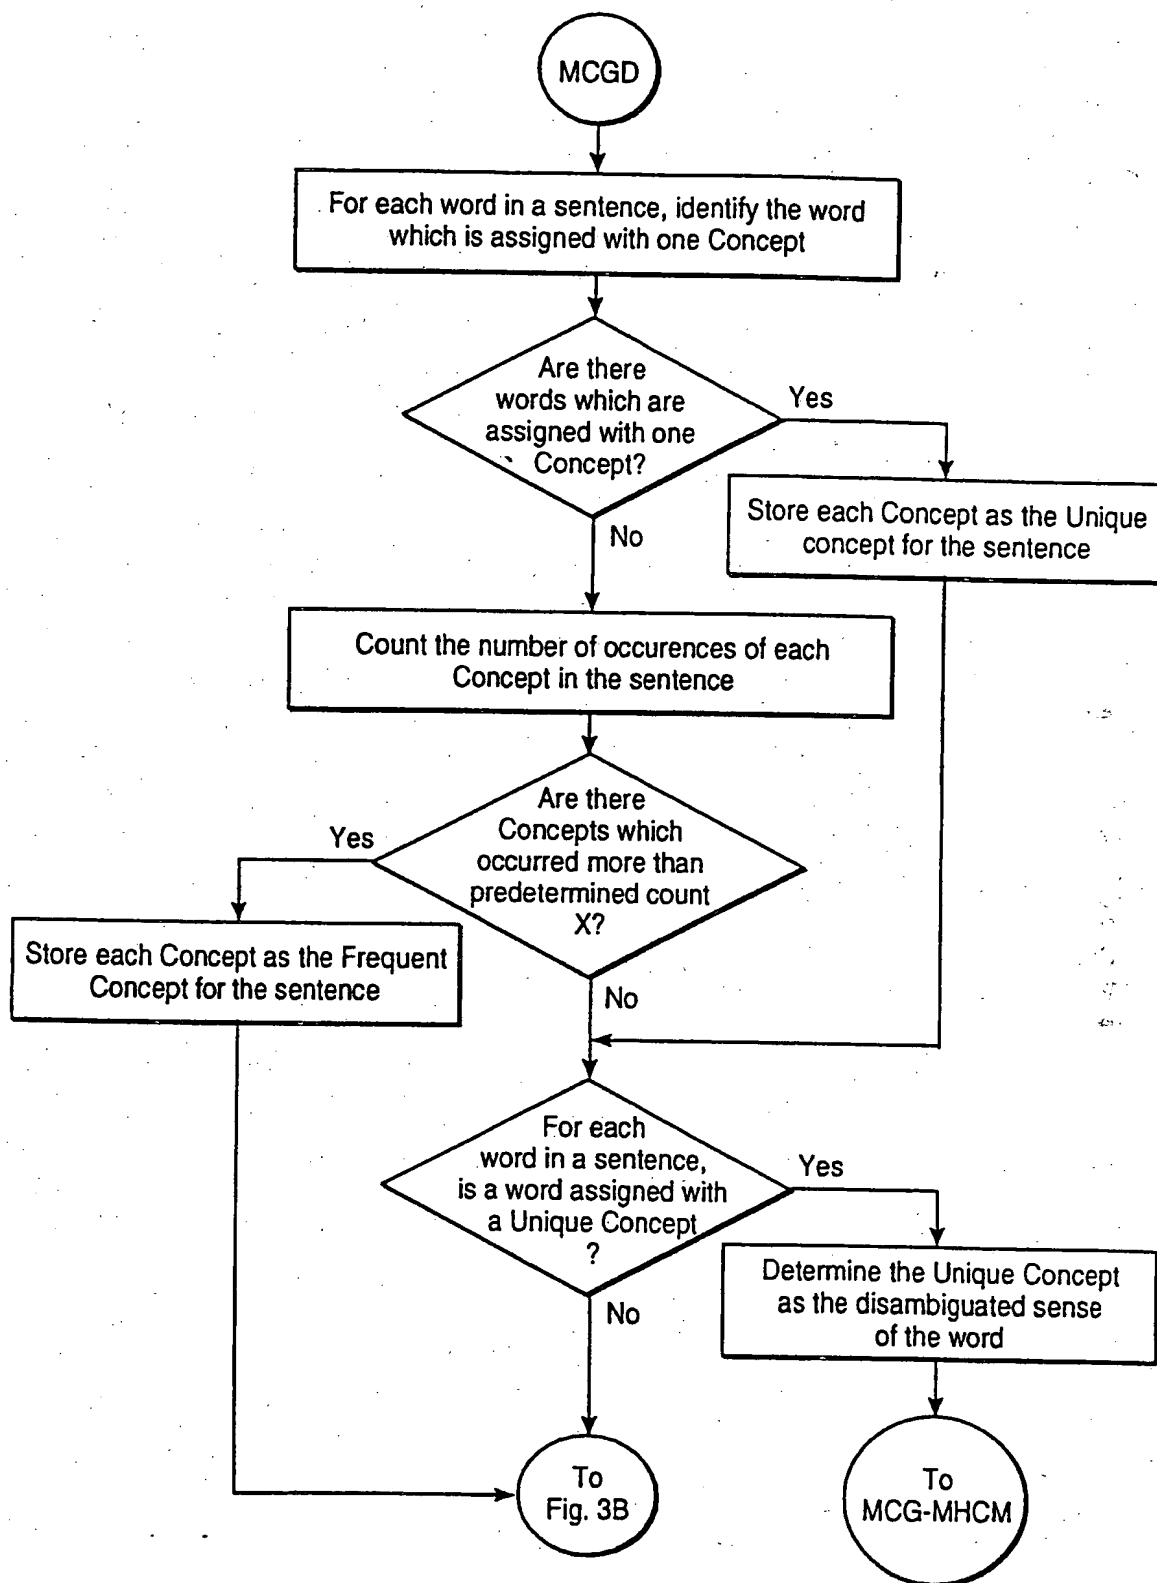 MCGD
For each word in a sentence, identify the word
which is assigned with one Concept
Are there
words which are
assigned with one
Concept?
Yes
Store each Concept as the Unique
concept for the sentence
No
Count the number of occurences of each
Concept in the sentence
Are there
Concepts which
occurred more than
predetermined count
X?
Yes
Store each Concept as the Frequent
Concept for the sentence
No
For each
word in a sentence,
is a word assigned with
a Unique Concept
?
Yes
Determine the Unique Concept
as the disambiguated sense
of the word
No
To
Fig. 3B
To
MCG-MHCM